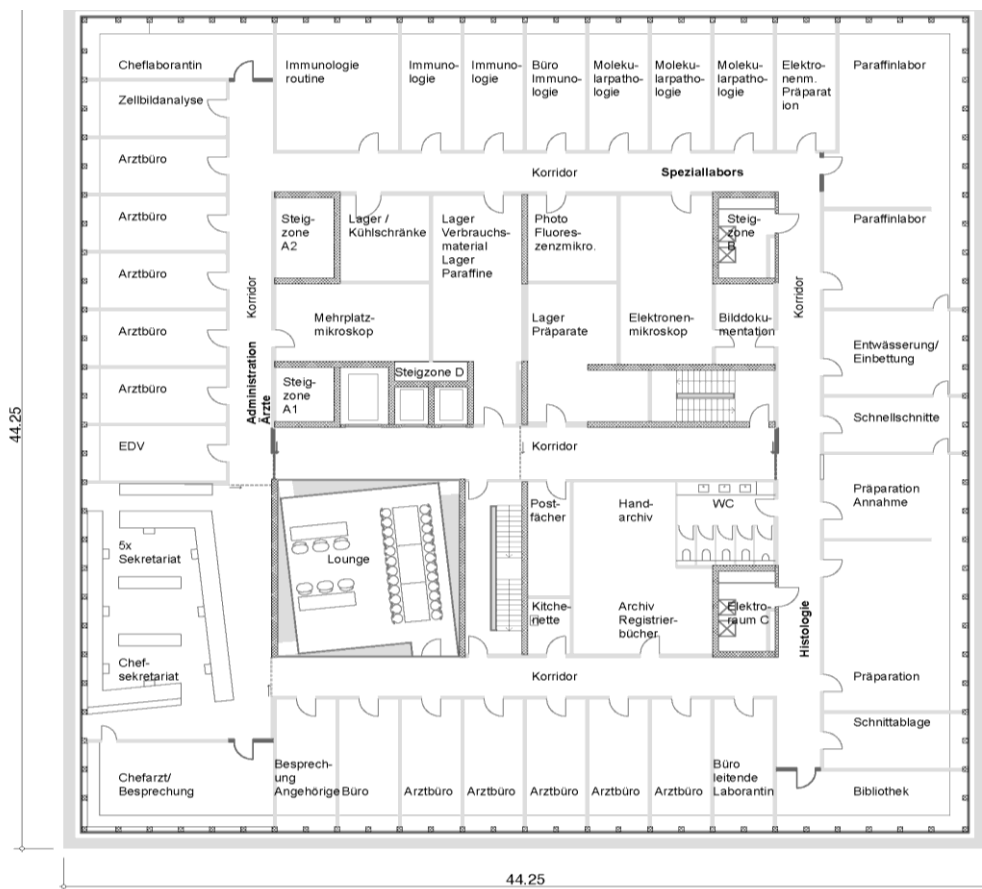 Cheflaborantin
Immunologie
routine
Immuno-
logie
Immuno-
logie
Büro
Immuno-
logie
Moleku-
larpatho-
logie
Moleku-
larpatho-
logie
Moleku-
larpatho-
logie
Elektro-
nenm.
Präparat
ion
Paraffinlabor
Zellbildanalyse
Arztbüro
Korridor
Speziallabors
Arztbüro
Steig-
zone
A2
Lager /
Kühlschränke
Lager
Verbrauchs-
material
Lager
Paraffine
Photo
Fluores-
zenzmikro.
Steig-
zone
B
Paraffinlabor
Arztbüro
Korridor
Korridor
Arztbüro
Mehrplatz-
mikroskop
Lager
Präparate
Elektronen-
mikroskop
Bilddoku-
mentation
Entwässerung/
Einbettung
Arztbüro
Administration
Ärzte
Steig-
zone
A1
Steigzone D
Schnellschnitte
EDV
Korridor
44.25
Präparation
Annahme
Post-
fächer
Hand-
archiv
WC
5x
Sekretariat
Lounge
Kitche-
nette
Archiv
Registrier-
bücher
Elektro-
raum C
Histologie
Chef-
sekretariat
Korridor
Präparation
Schnittablage
Chefarzt/
Besprechung
Besprech-
ung
Angehörige
Büro
Arztbüro
Arztbüro
Arztbüro
Arztbüro
Arztbüro
Büro
leitende
Laborantin
Bibliothek
44.25